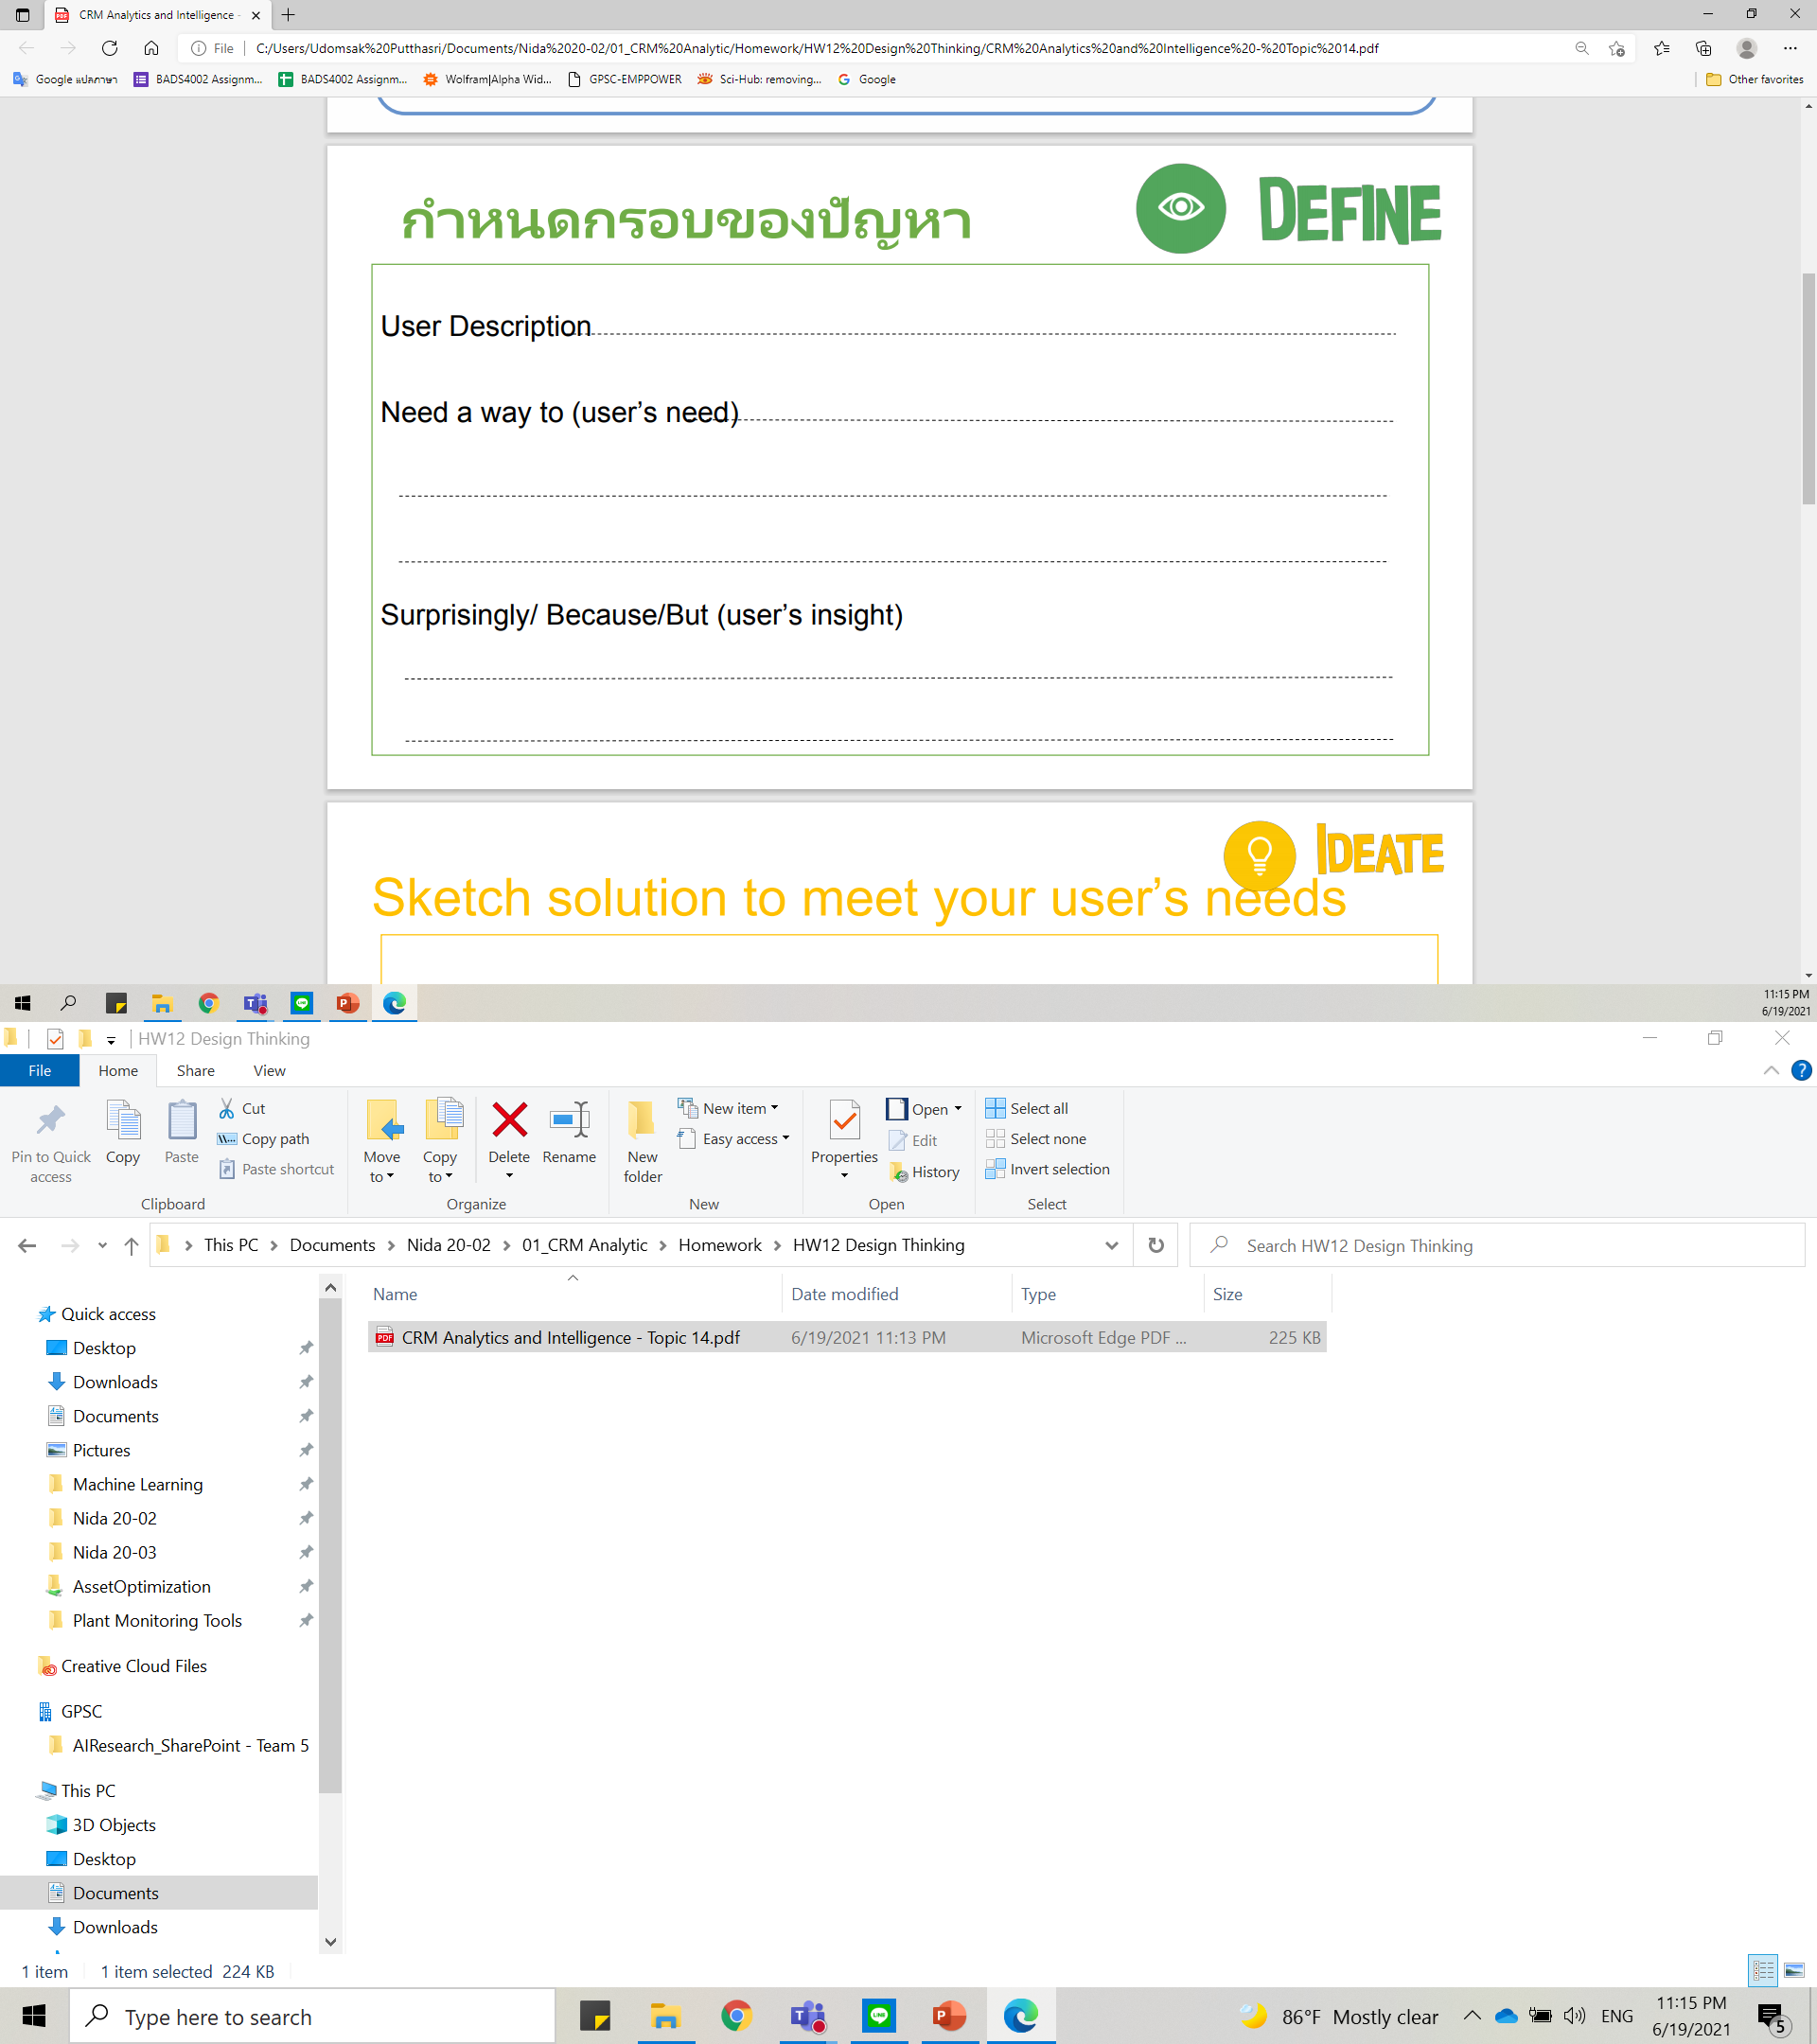 CRM Analytics and Intelligence -
File
C:/Users/Udomsak%20Putthasri/Documents/Nida%2020-02/01_CRM%20Analytic/Homework/HW12%20Design%20Thinking/CRM%20Analytics%20and%20Intelligence%20-%20Topic%2014.pdf
Google แปลภาษา
BADS4002 Assignm...
BADS4002 Assignm...
Wolfram|Alpha Wid...
GPSC-EMPPOWER
Sci-Hub: removing...
Google
Other favorites
กำหนดกรอบของปัญหา
DEFINE
User Description
Need a way to (user's need)
Surprisingly/ Because/But (user's insight)
IDEATE
Sketch solution to meet your user's needs
11:15 PM
6/19/2021
HW12 Design Thinking
File Home Share View
Pin to Quick access
Copy
Paste
Cut
Copy path
Paste shortcut
Clipboard
Move to
Copy to
Delete
Rename
Organize
New folder
New item
Easy access
New
Properties
Open
Edit
History
Open
Select all
Select none
Invert selection
Select
This PC > Documents > Nida 20-02 > 01_CRM Analytic > Homework > HW12 Design Thinking
Search HW12 Design Thinking
Name Date modified Type Size
CRM Analytics and Intelligence - Topic 14.pdf 6/19/2021 11:13 PM Microsoft Edge PDF ... 225 KB
Quick access
Desktop
Downloads
Documents
Pictures
Machine Learning
Nida 20-02
Nida 20-03
AssetOptimization
Plant Monitoring Tools
Creative Cloud Files
GPSC
AIResearch_SharePoint - Team 5
This PC
3D Objects
Desktop
Documents
Downloads
1 item 1 item selected 224 KB
Type here to search
86°F Mostly clear
ENG
11:15 PM
6/19/2021
5